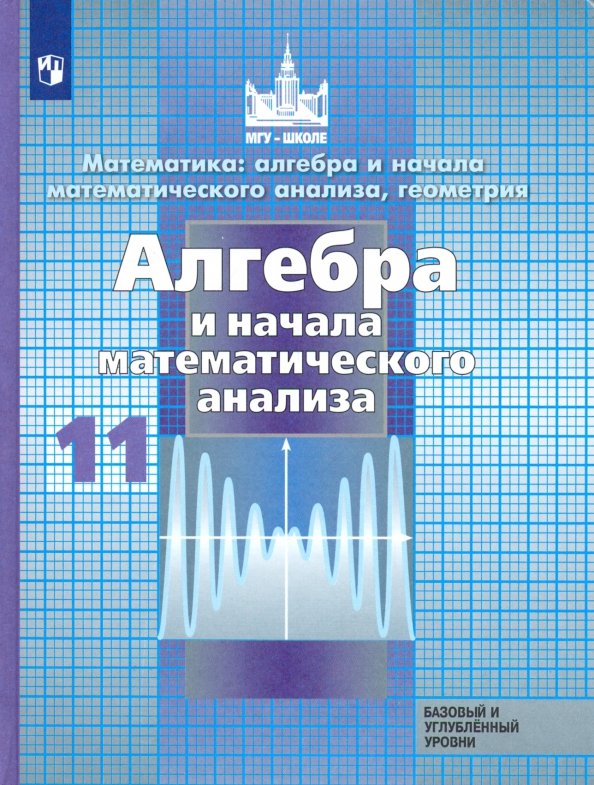 МГУ – ШКОЛЕ
Математика: алгебра и начала
математического анализа, геометрия
Алгебра
и начала
математического
анализа
11
БАЗОВЫЙ И
УГЛУБЛЁННЫЙ
УРОВНИ